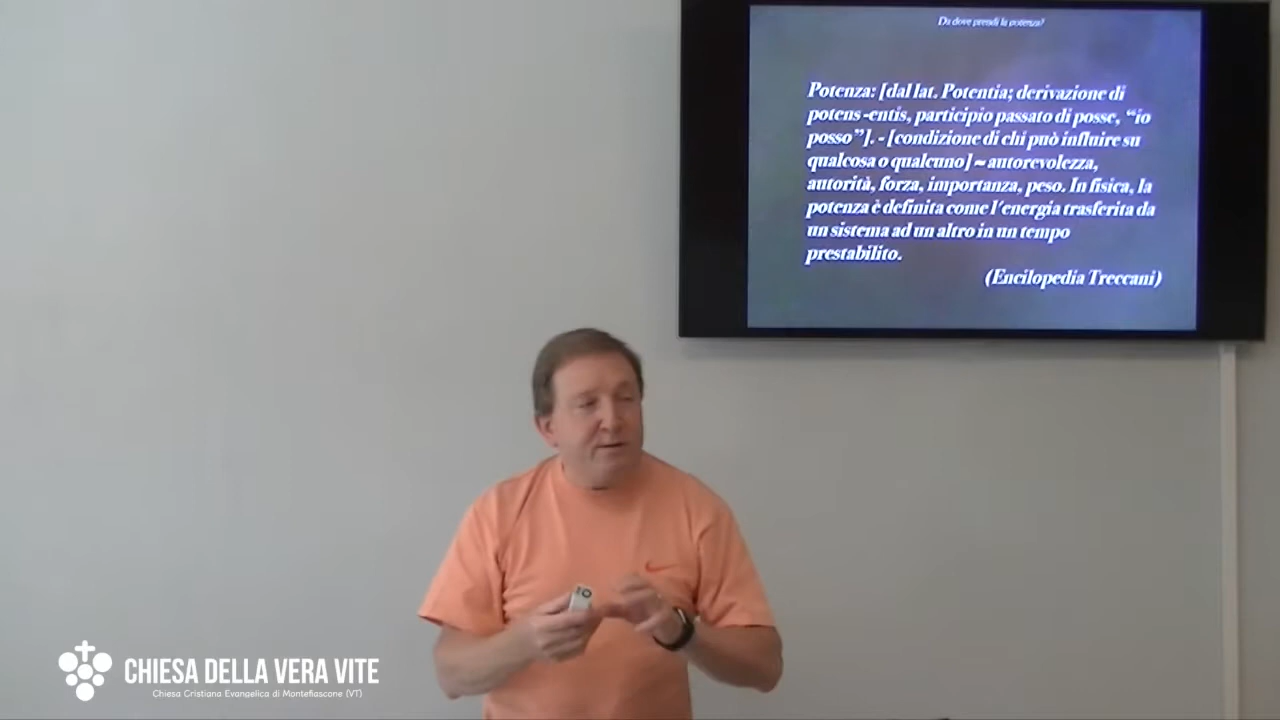 Da dove prendi la potenza?
Potenza: [dal lat. Potentia; derivazione di
potens -entis, participio passato di posse, “io
posso”]. - [condizione di chi può influire su
qualcosa o qualcuno] ~ autorevolezza,
autorità, forza, importanza, peso. In fisica, la
potenza è definita come l'energia trasferita da
un sistema ad un altro in un tempo
prestabilito.
(Encilopedia Treccani)
CHIESA DELLA VERA VITE
Chiesa Cristiana Evangelica di Montefiascone (VT)